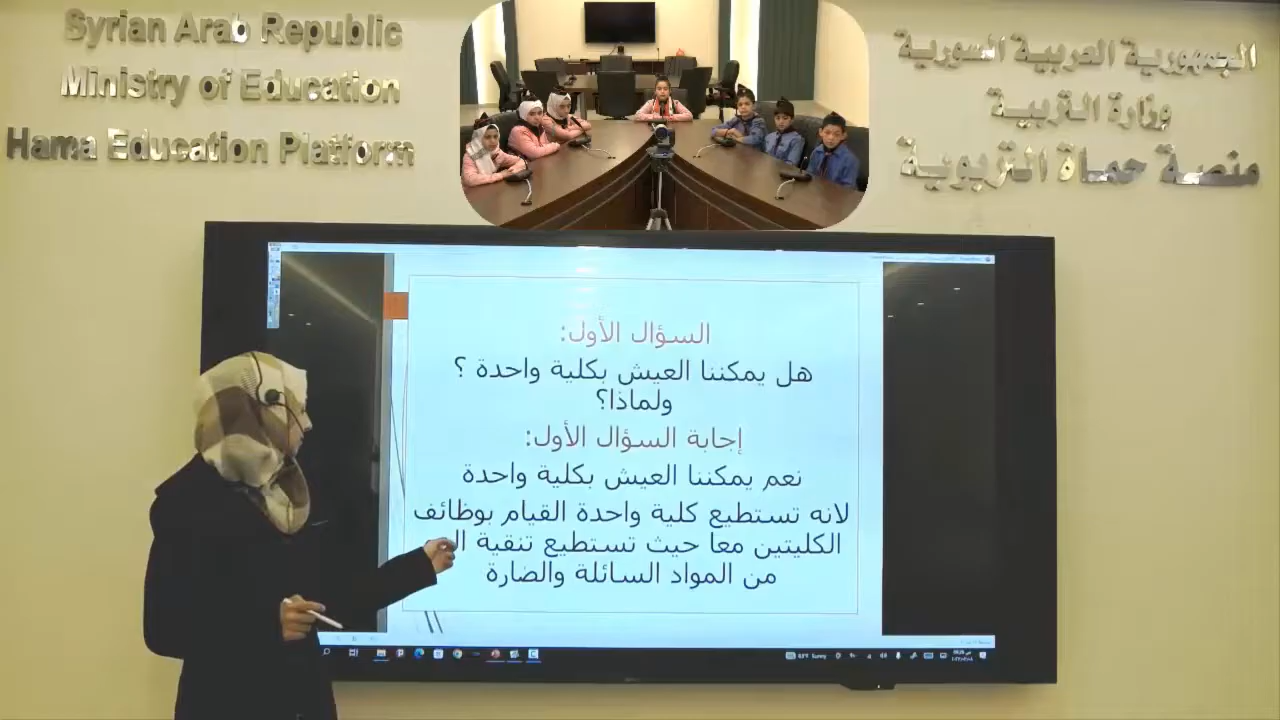 Syrian Arab Republic
Ministry of Education
Hama Education Platform
الجمهورية العربية السورية
وزارة التربية
منصة حماة التربوية
السؤال الأول:
هل يمكننا العيش بكلية واحدة ؟
ولماذا؟
إجابة السؤال الأول:
نعم يمكننا العيش بكلية واحدة
لانه تستطيع كلية واحدة القيام بوظائف
الكليتين معا حيث تستطيع تنقية
من المواد السائلة والضارة
Sunny